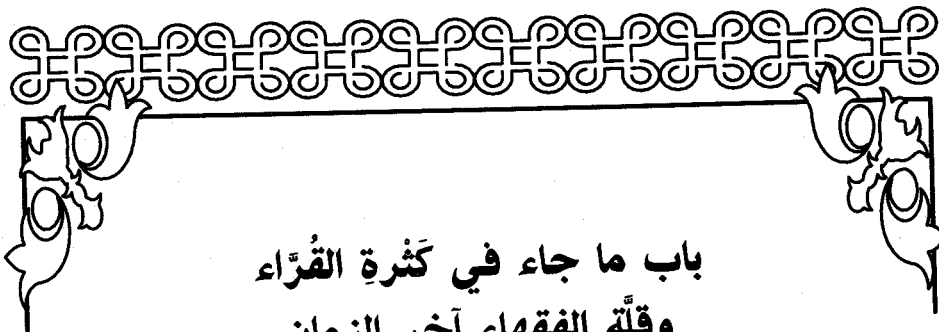 باب ما جاء في كَثْرةِ القُرَّاء
وقلَّة الفقهاء آخر الزمان